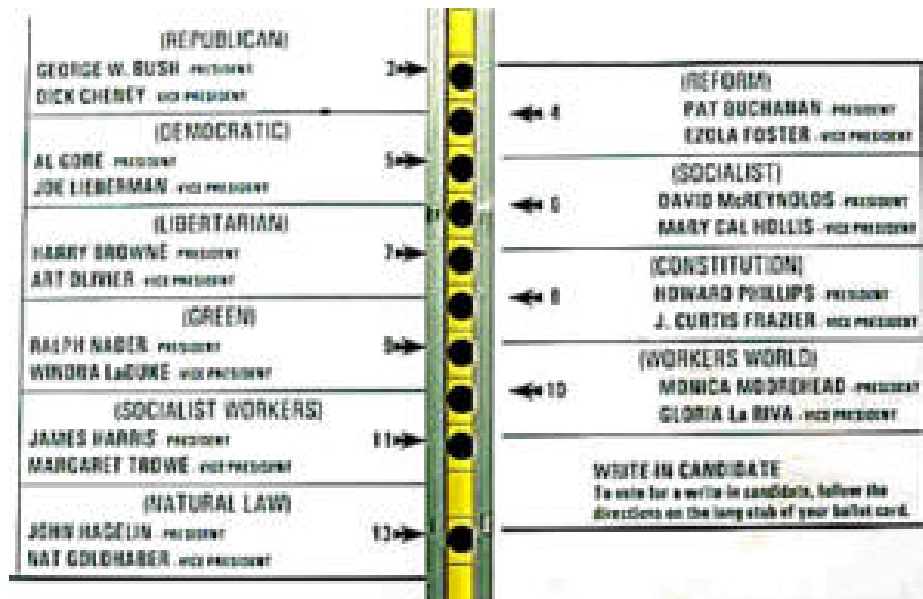 (REPUBLICAN)
GEORGE W. BUSH - PRESIDENT
DICK CHENEY - VICE PRESIDENT
3
(DEMOCRATIC)
AL GORE - PRESIDENT
JOE LIEBERMAN - VICE PRESIDENT
5
(LIBERTARIAN)
HARRY BROWNE - PRESIDENT
ART OLIVIER - VICE PRESIDENT
7
(GREEN)
RALPH NADER - PRESIDENT
WINONA LaDUKE - VICE PRESIDENT
9
(SOCIALIST WORKERS)
JAMES HARRIS - PRESIDENT
MARGARET TROWE - VICE PRESIDENT
11
(NATURAL LAW)
JOHN HAGELIN - PRESIDENT
NAT GOLDHABER - VICE PRESIDENT
13
(REFORM)
PAT BUCHANAN - PRESIDENT
EZOLA FOSTER - VICE PRESIDENT
4
(SOCIALIST)
DAVID McREYNOLDS - PRESIDENT
MARY CAL HOLLIS - VICE PRESIDENT
6
(CONSTITUTION)
HOWARD PHILLIPS - PRESIDENT
J. CURTIS FRAZIER - VICE PRESIDENT
8
(WORKERS WORLD)
MONICA MOOREHEAD - PRESIDENT
GLORIA La RIVA - VICE PRESIDENT
10
WRITE-IN CANDIDATE
To vote for a write-in candidate, follow the
directions on the long stub of your ballot card.